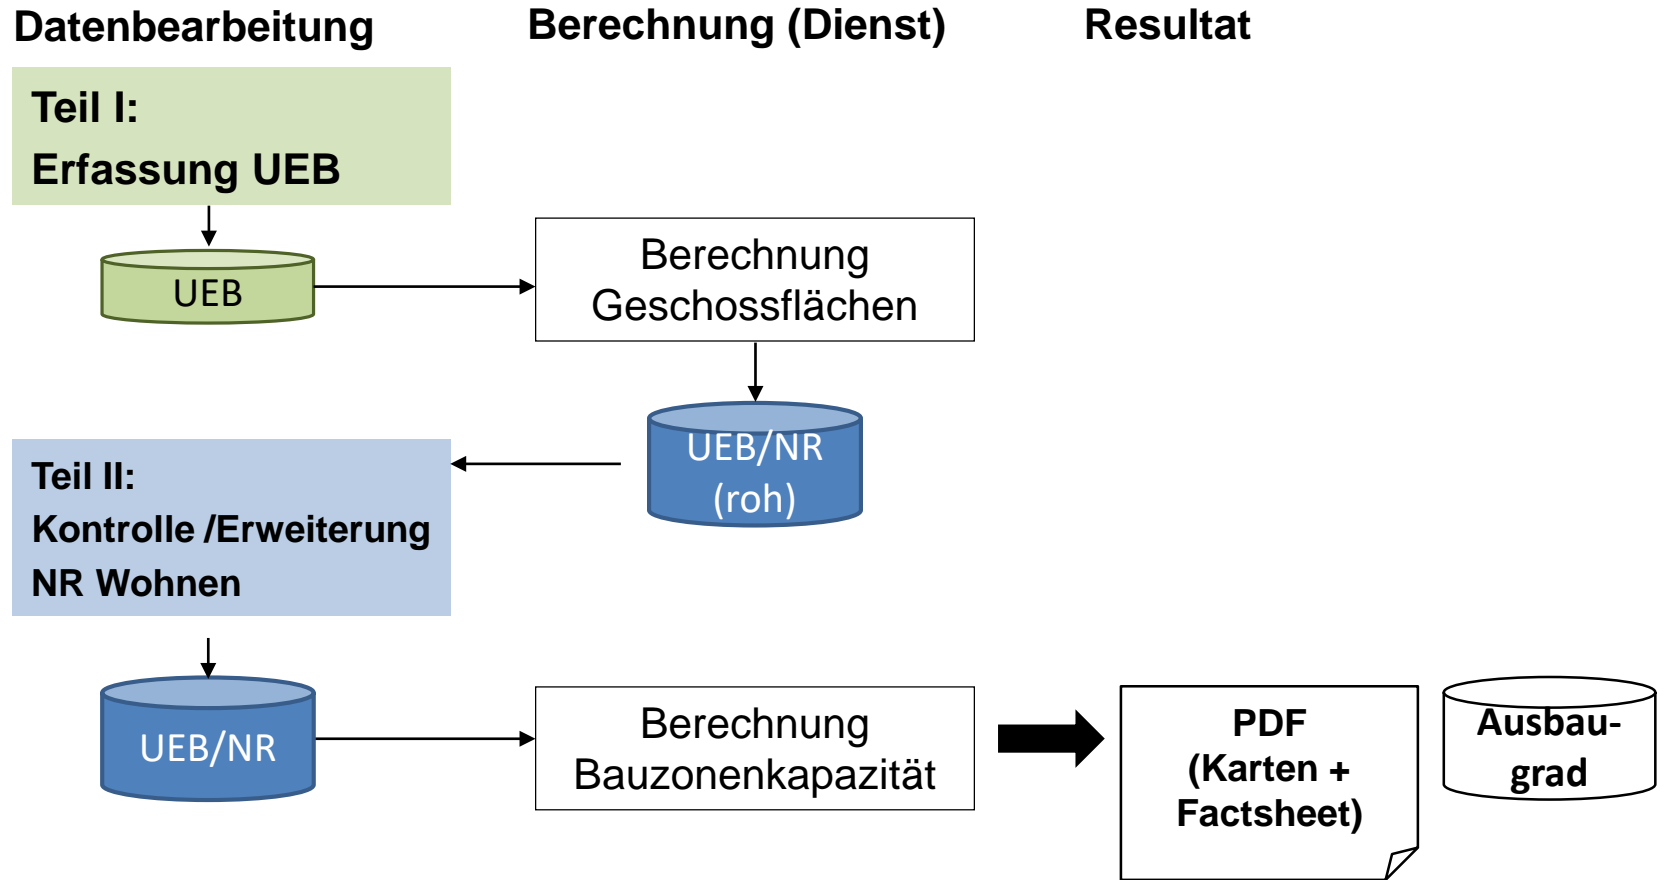 Datenbearbeitung
Berechnung (Dienst)
Resultat
Teil I:
Erfassung UEB
UEB
Berechnung
Geschossflächen
UEB/NR
(roh)
Teil II:
Kontrolle /Erweiterung
NR Wohnen
UEB/NR
Berechnung
Bauzonenkapazität
PDF
(Karten +
Factsheet)
Ausbau-
grad